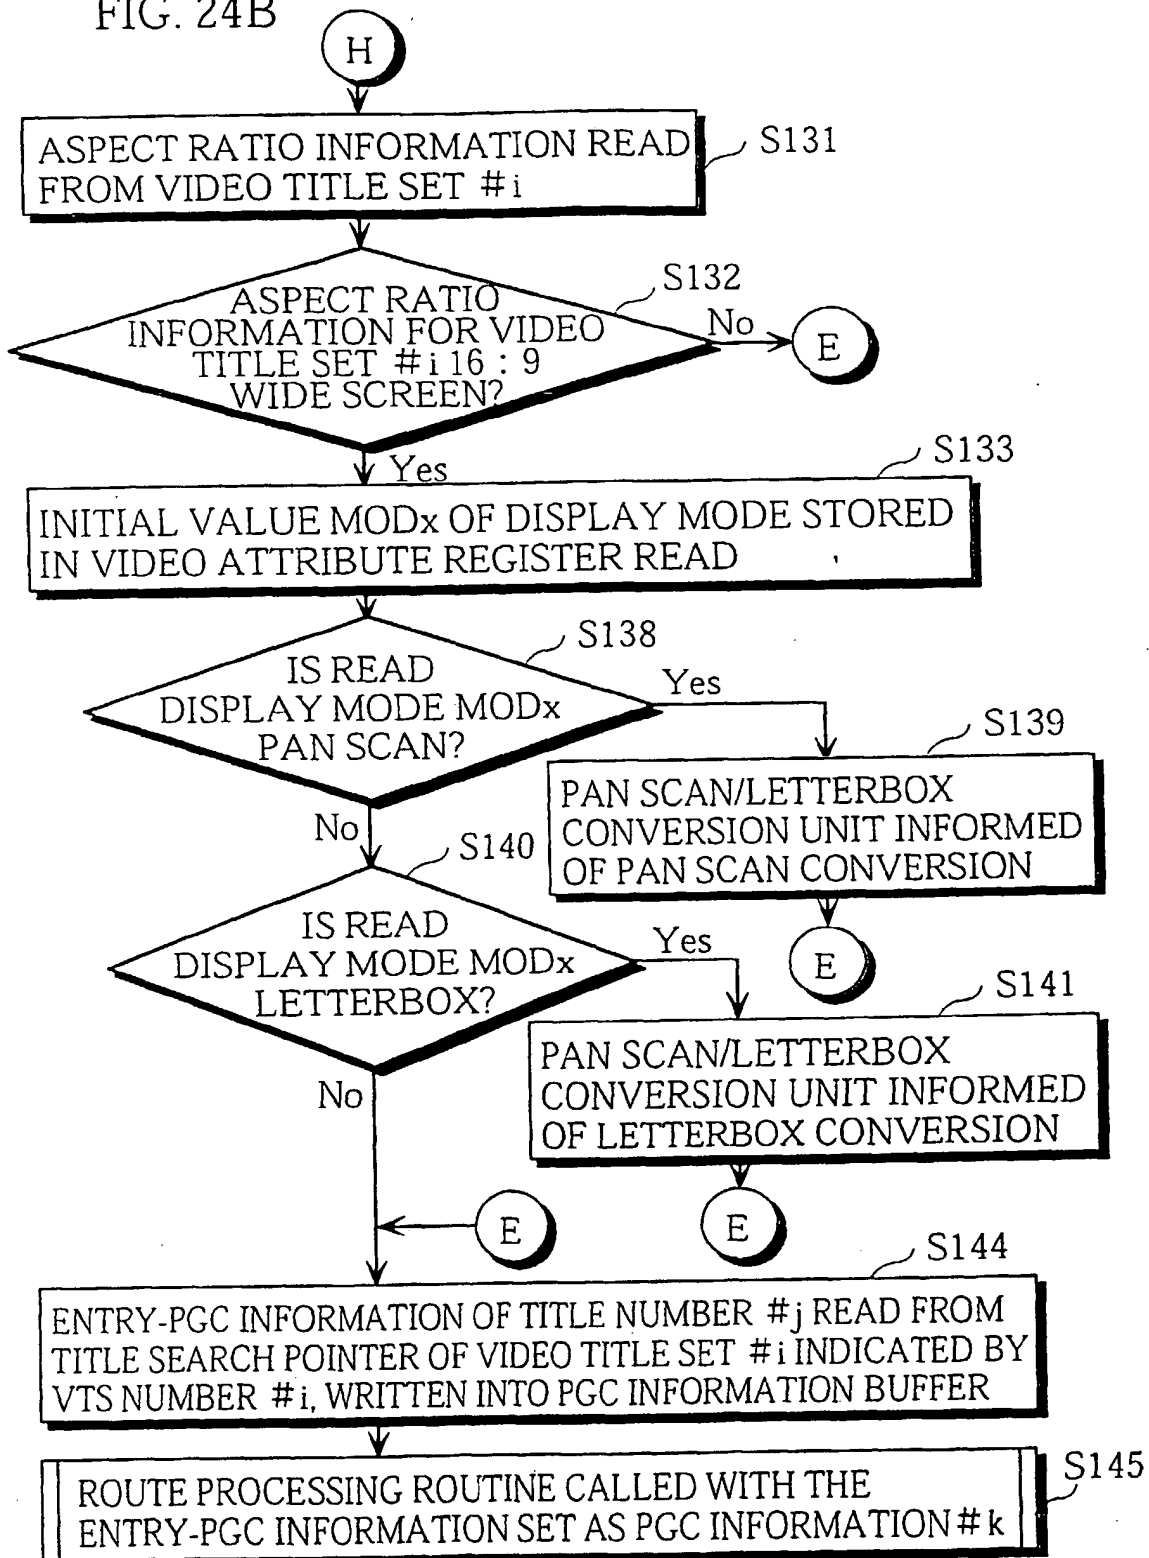 FIG. 24B
H
ASPECT RATIO INFORMATION READ
FROM VIDEO TITLE SET #i
S131
ASPECT RATIO
INFORMATION FOR VIDEO
TITLE SET #i 16 : 9
WIDE SCREEN?
S132
No
E
Yes
S133
INITIAL VALUE MODx OF DISPLAY MODE STORED
IN VIDEO ATTRIBUTE REGISTER READ
S138
IS READ
DISPLAY MODE MODx
PAN SCAN?
Yes
S139
PAN SCAN/LETTERBOX
CONVERSION UNIT INFORMED
OF PAN SCAN CONVERSION
E
No
S140
IS READ
DISPLAY MODE MODx
LETTERBOX?
Yes
S141
PAN SCAN/LETTERBOX
CONVERSION UNIT INFORMED
OF LETTERBOX CONVERSION
E
No
E
S144
ENTRY-PGC INFORMATION OF TITLE NUMBER #j READ FROM
TITLE SEARCH POINTER OF VIDEO TITLE SET #i INDICATED BY
VTS NUMBER #i, WRITTEN INTO PGC INFORMATION BUFFER
S145
ROUTE PROCESSING ROUTINE CALLED WITH THE
ENTRY-PGC INFORMATION SET AS PGC INFORMATION #k